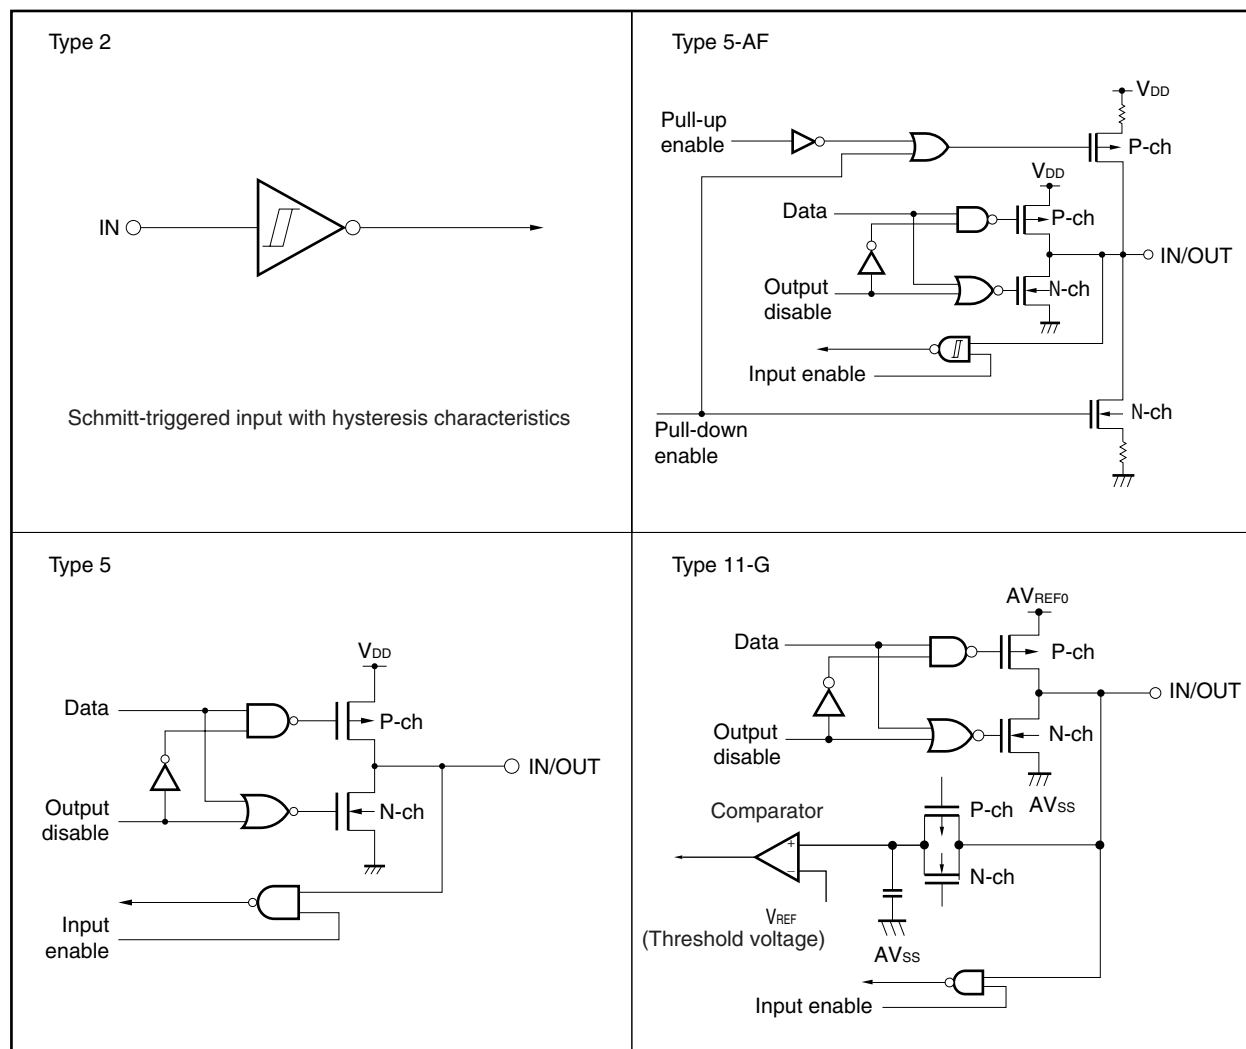 Type 2
IN
Schmitt-triggered input with hysteresis characteristics
Type 5-AF
VDD
Pull-up
enable
P-ch
VDD
Data
P-ch
IN/OUT
Output
disable
N-ch
Input enable
N-ch
Pull-down
enable
Type 5
VDD
Data
P-ch
IN/OUT
Output
disable
N-ch
Input
enable
Type 11-G
AVREF0
Data
P-ch
IN/OUT
Output
disable
N-ch
AVSS
Comparator
P-ch
+
−
N-ch
VREF
(Threshold voltage)
AVSS
Input enable